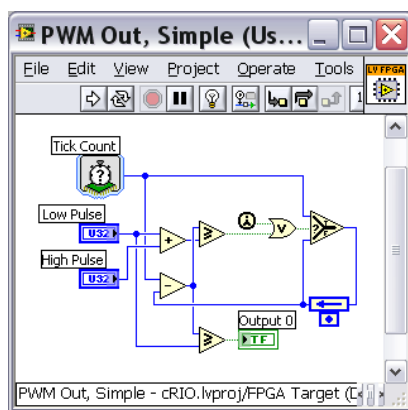 PWM Out, Simple (Us...
File Edit View Project Operate Tools
LV FPGA
1
Tick Count
Low Pulse
U32
High Pulse
U32
+
≥
V
?
T
F
-
≥
Output 0
TF
PWM Out, Simple - cRIO.lvproj/FPGA Target (